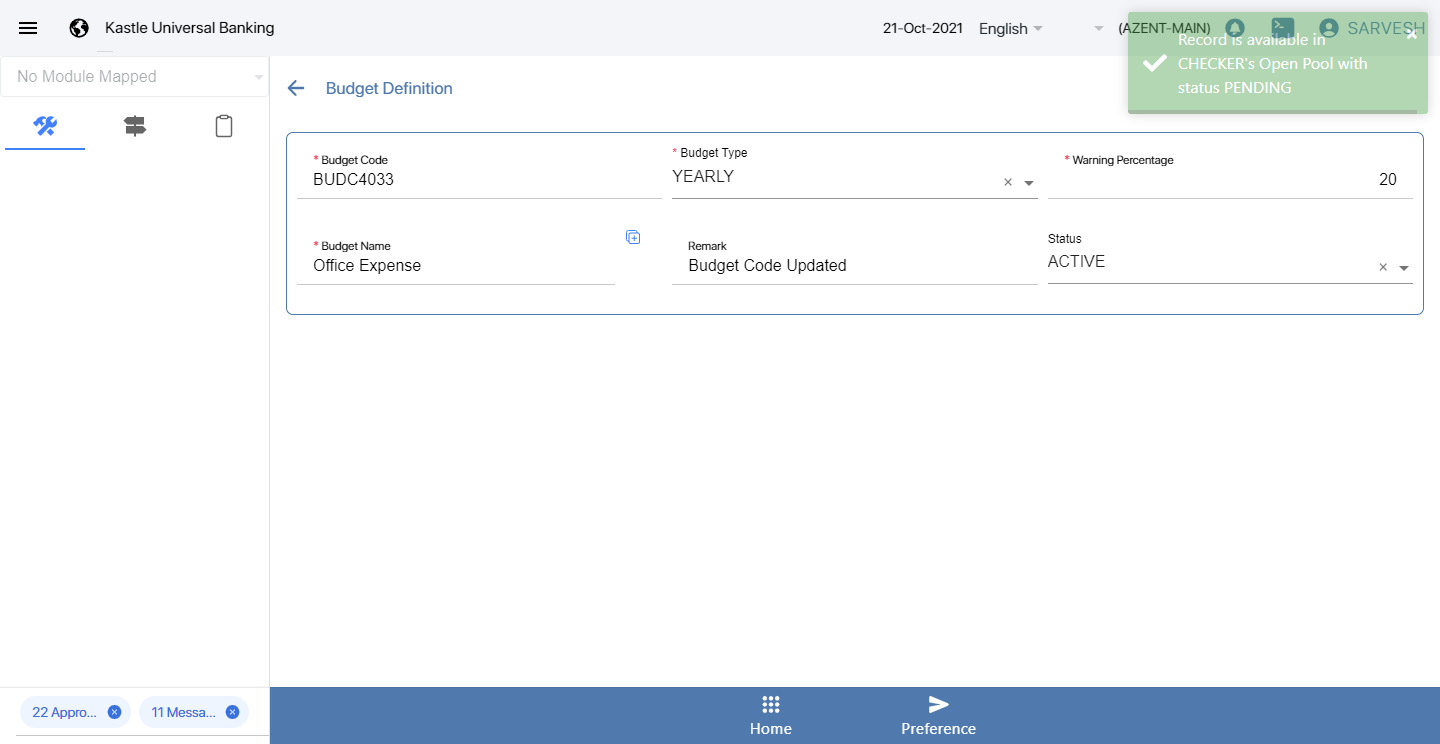 Kastle Universal Banking
21-Oct-2021
English
(AZENT-MAIN)
SARVESH
Record is available in
CHECKER's Open Pool with
status PENDING
No Module Mapped
Budget Definition
* Budget Code
BUDC4033
* Budget Type
YEARLY
* Warning Percentage
20
* Budget Name
Office Expense
Remark
Budget Code Updated
Status
ACTIVE
22 Appro...
11 Messa...
Home
Preference